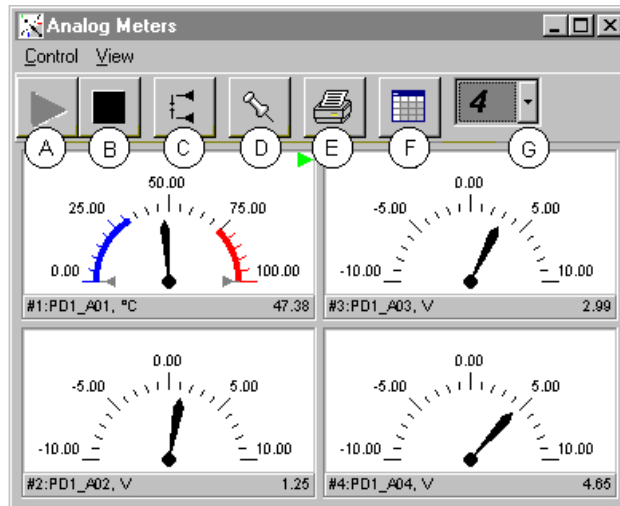 Analog Meters
Control View
4
A B C D E F G
50.00
25.00 75.00
0.00 100.00
#1:PD1_A01, °C 47.38
0.00
-5.00 5.00
-10.00 10.00
#3:PD1_A03, V 2.99
0.00
-5.00 5.00
-10.00 10.00
#2:PD1_A02, V 1.25
0.00
-5.00 5.00
-10.00 10.00
#4:PD1_A04, V 4.65